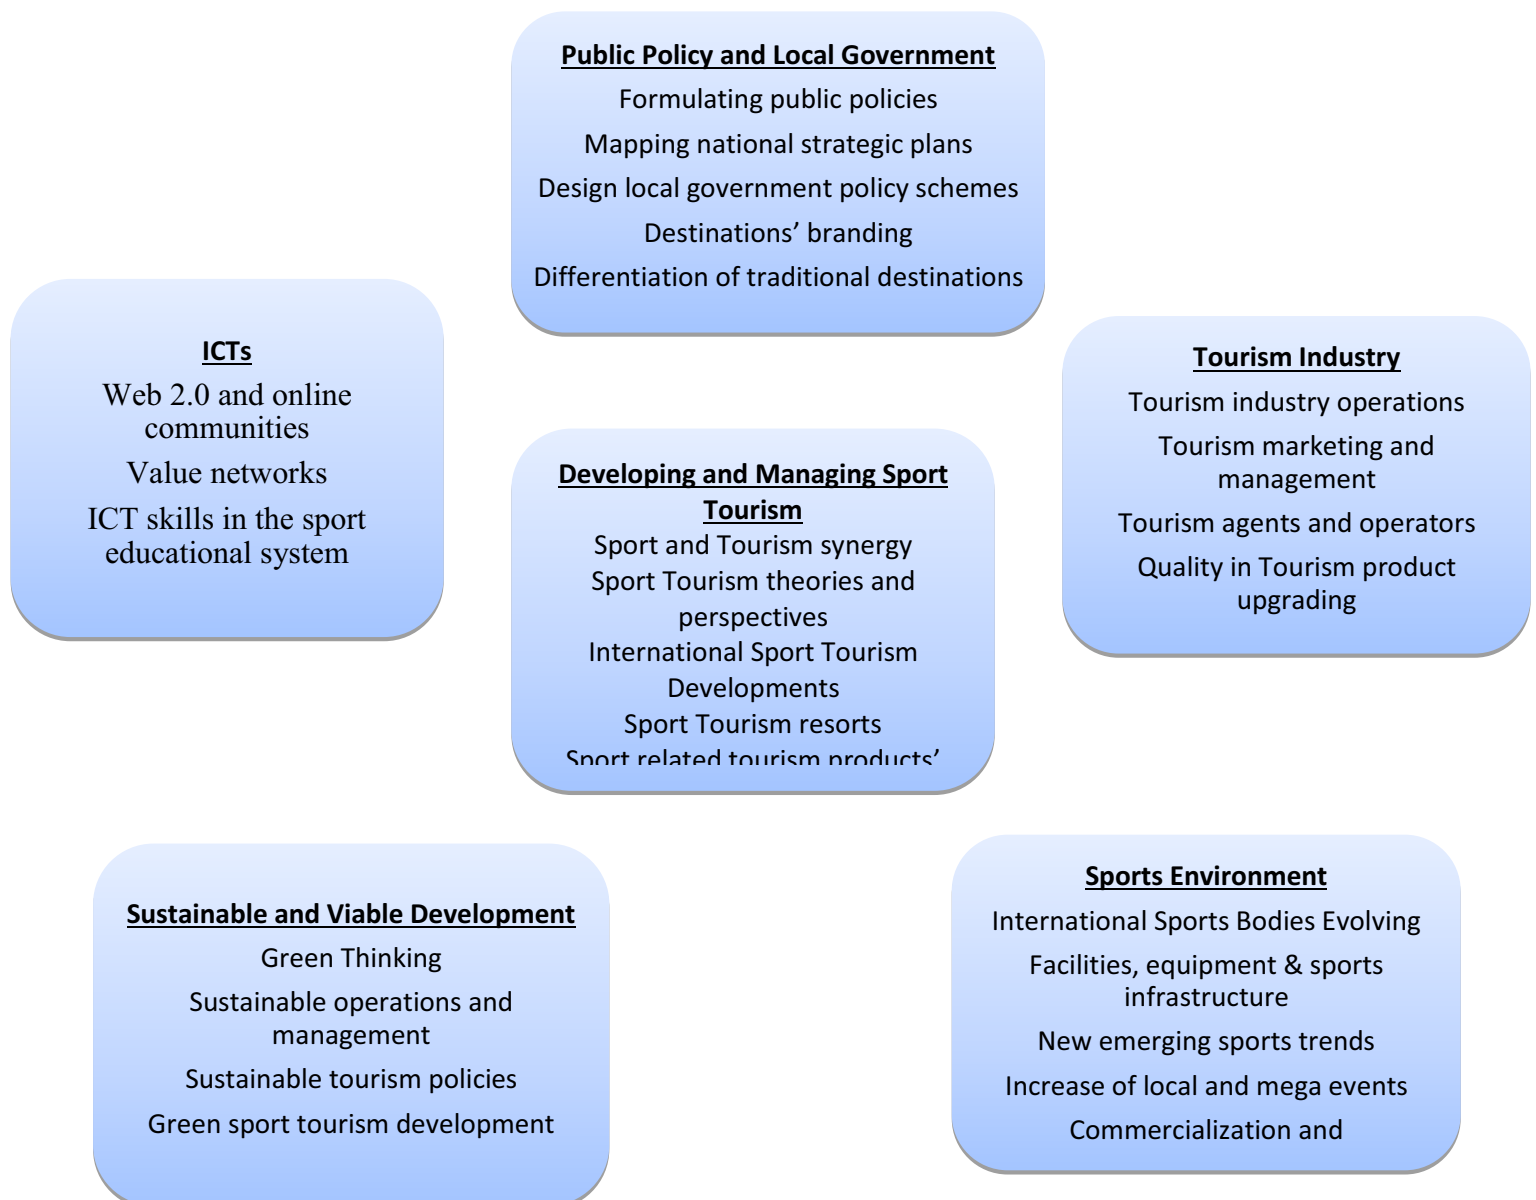 Public Policy and Local Government
Formulating public policies
Mapping national strategic plans
Design local government policy schemes
Destinations’ branding
Differentiation of traditional destinations
ICTs
Web 2.0 and online
communities
Value networks
ICT skills in the sport
educational system
Tourism Industry
Tourism industry operations
Tourism marketing and
management
Tourism agents and operators
Quality in Tourism product
upgrading
Developing and Managing Sport
Tourism
Sport and Tourism synergy
Sport Tourism theories and
perspectives
International Sport Tourism
Developments
Sport Tourism resorts
Sport related tourism products’
Sustainable and Viable Development
Green Thinking
Sustainable operations and
management
Sustainable tourism policies
Green sport tourism development
Sports Environment
International Sports Bodies Evolving
Facilities, equipment & sports
infrastructure
New emerging sports trends
Increase of local and mega events
Commercialization and